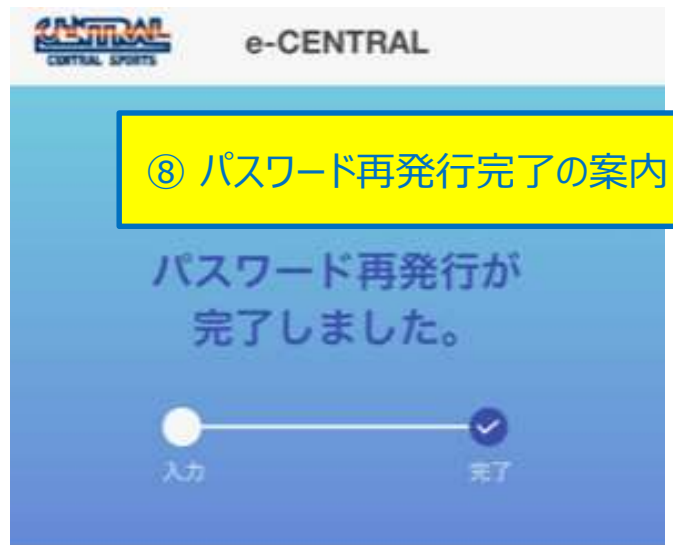 CENTRAL
CENTRAL SPORTS
e-CENTRAL
⑧ パスワード再発行完了の案内
パスワード再発行が
完了しました。
入力
完了